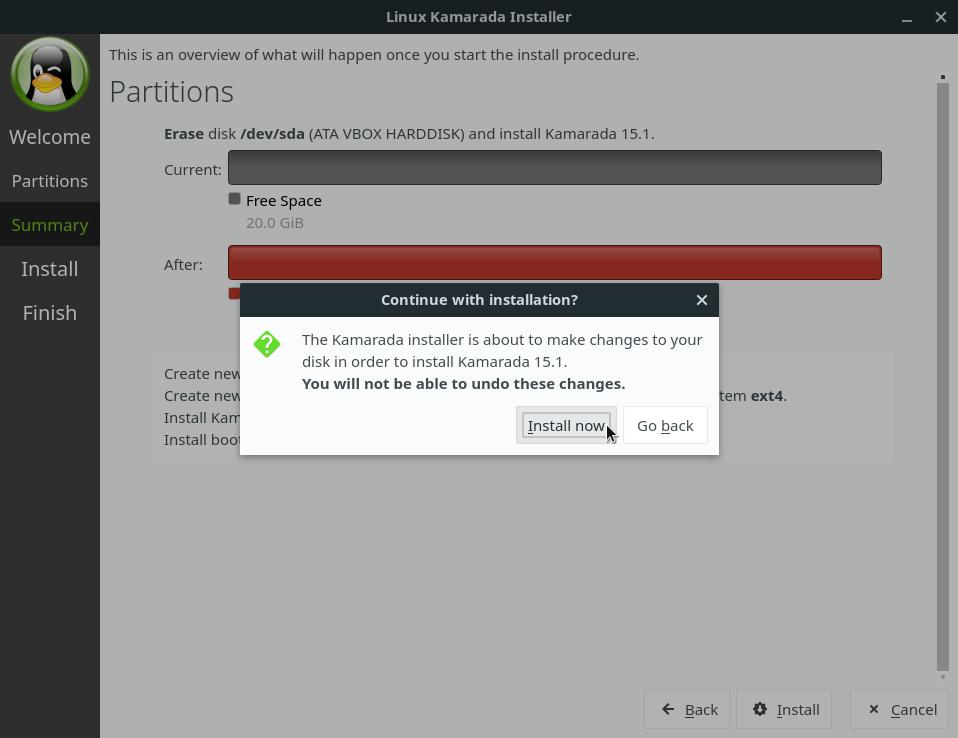 Linux Kamarada Installer
Welcome
Partitions
Summary
Install
Finish
This is an overview of what will happen once you start the install procedure.
Partitions
Erase disk /dev/sda (ATA VBOX HARDDISK) and install Kamarada 15.1.
Current:
Free Space
20.0 GiB
After:
Create new
Create new
tem ext4.
Install Kam
Install boot
Continue with installation?
The Kamarada installer is about to make changes to your
disk in order to install Kamarada 15.1.
You will not be able to undo these changes.
Install now
Go back
Back
Install
Cancel